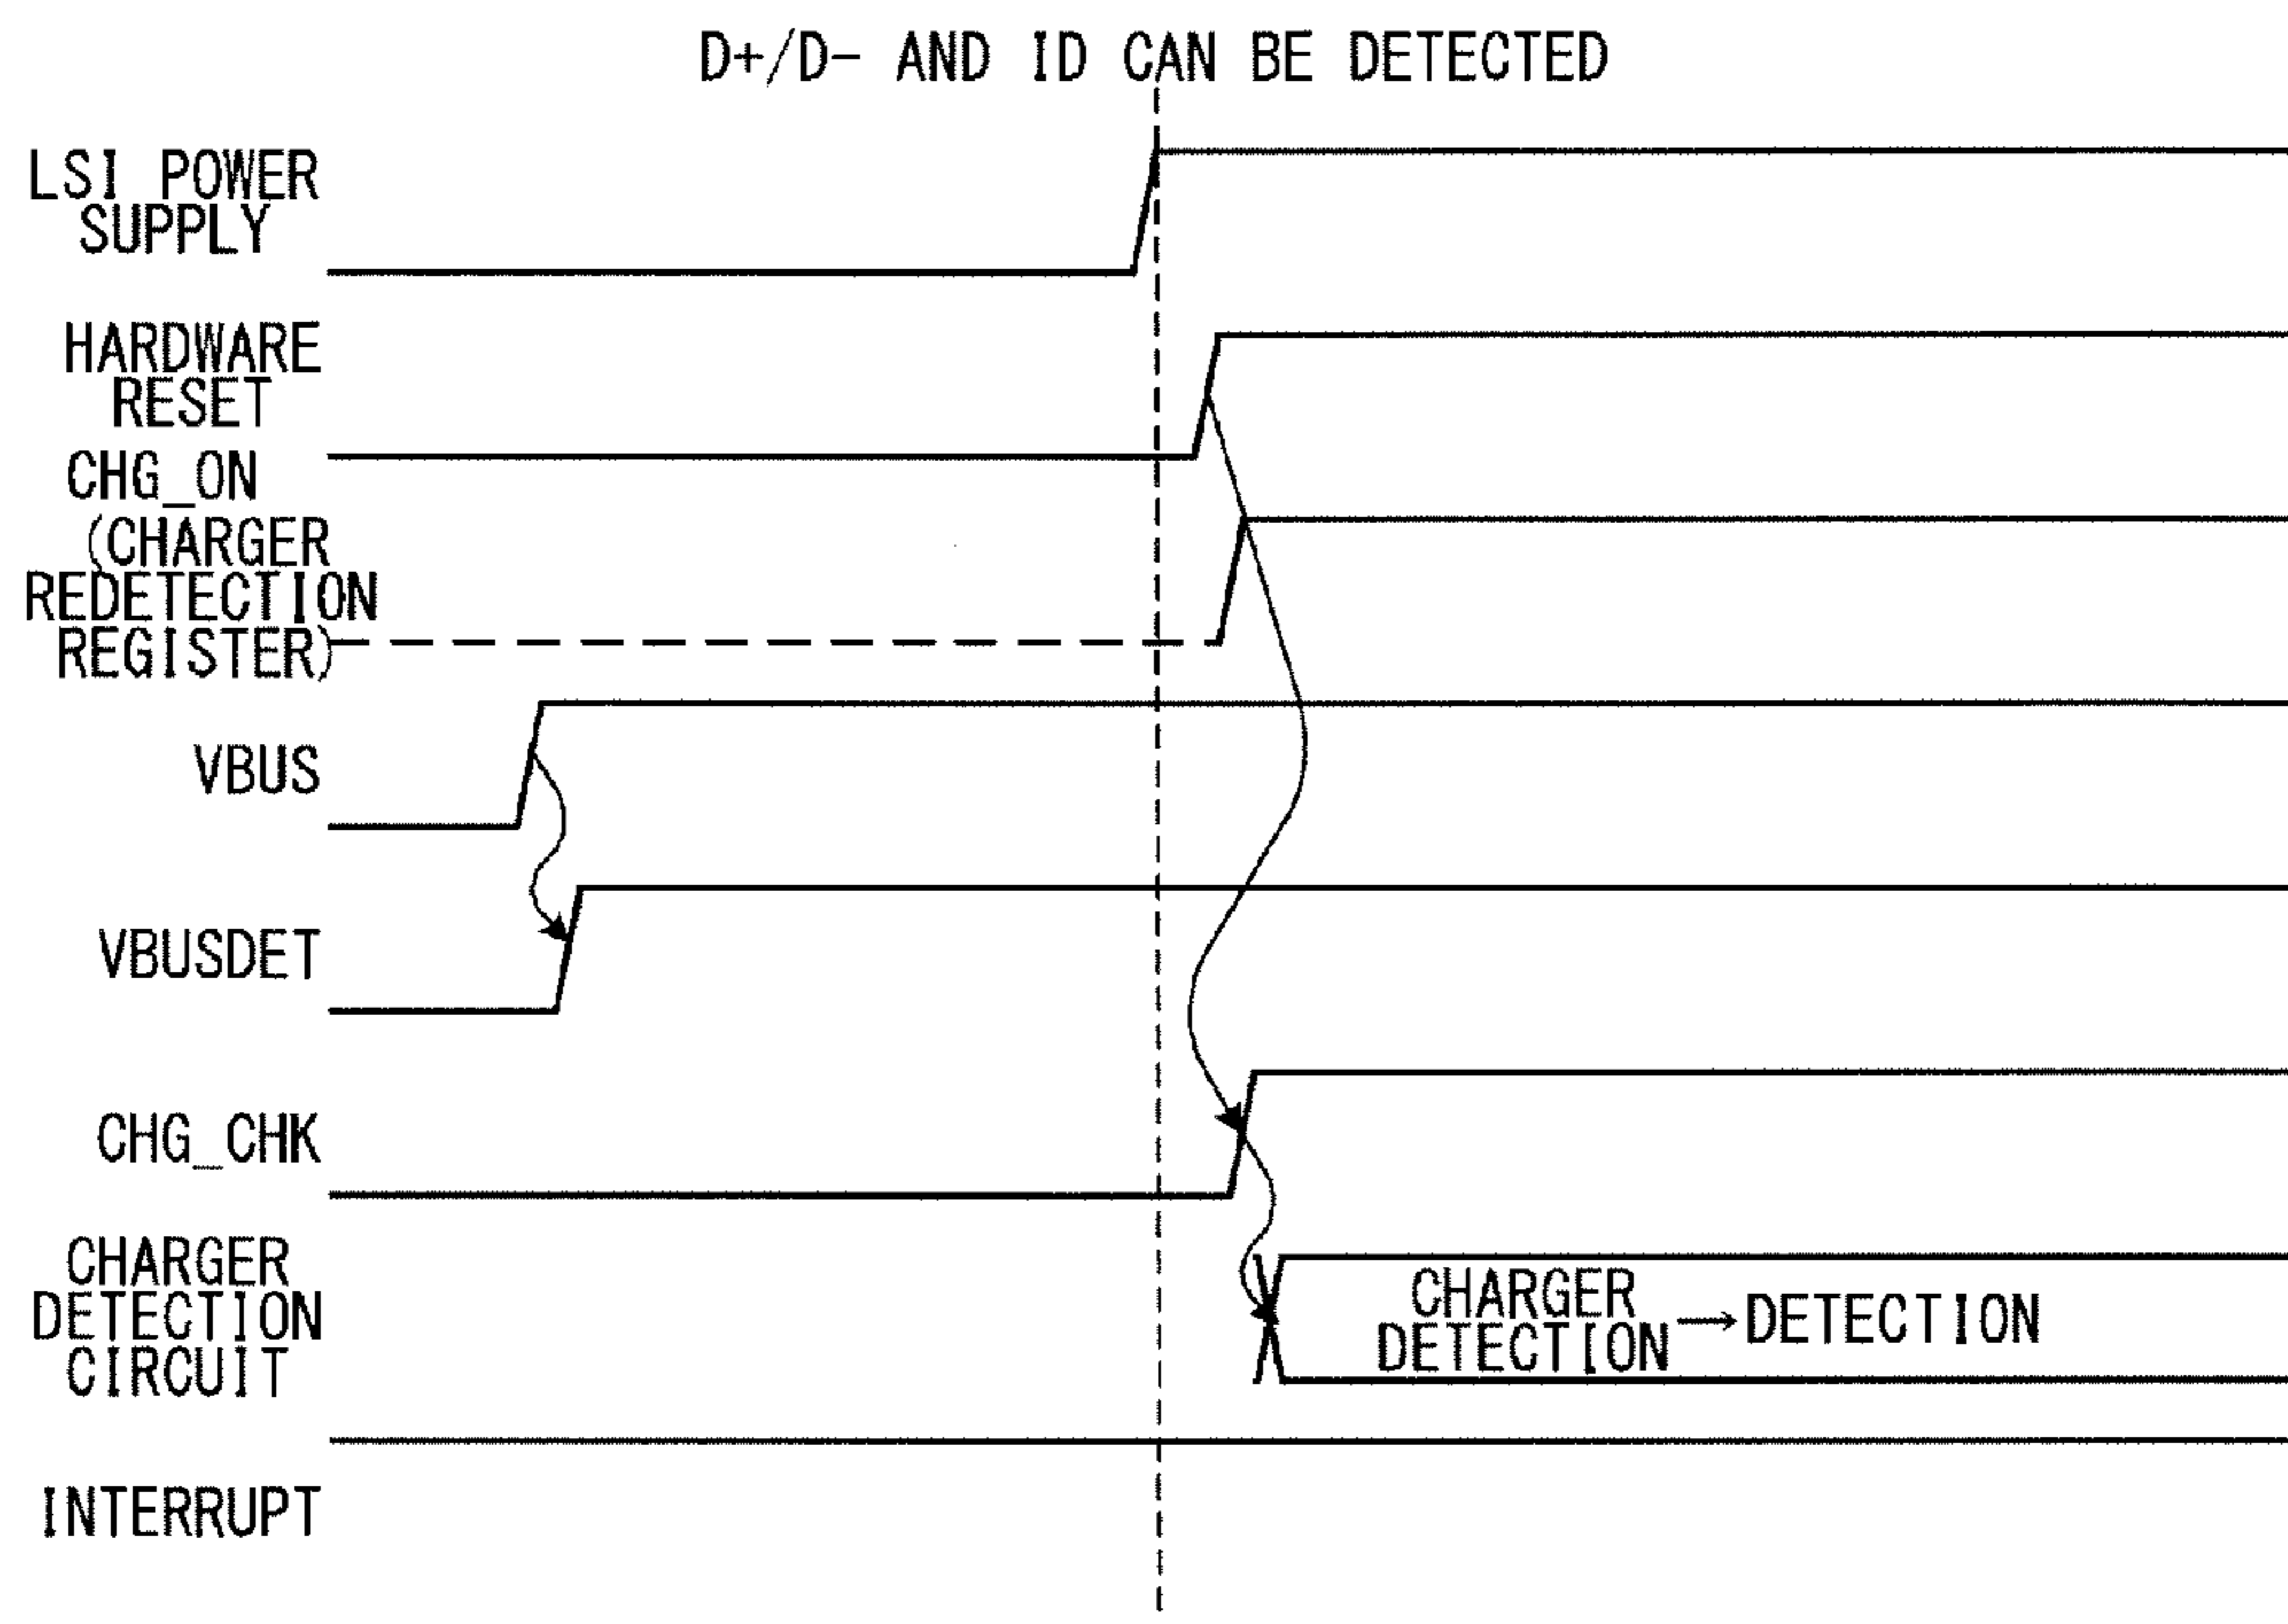 D+/D- AND ID CAN BE DETECTED
LSI POWER
SUPPLY
HARDWARE
RESET
CHG_ON
(CHARGER
REDETECTION
REGISTER)
VBUS
VBUSDET
CHG_CHK
CHARGER
DETECTION
CIRCUIT
CHARGER
DETECTION → DETECTION
INTERRUPT